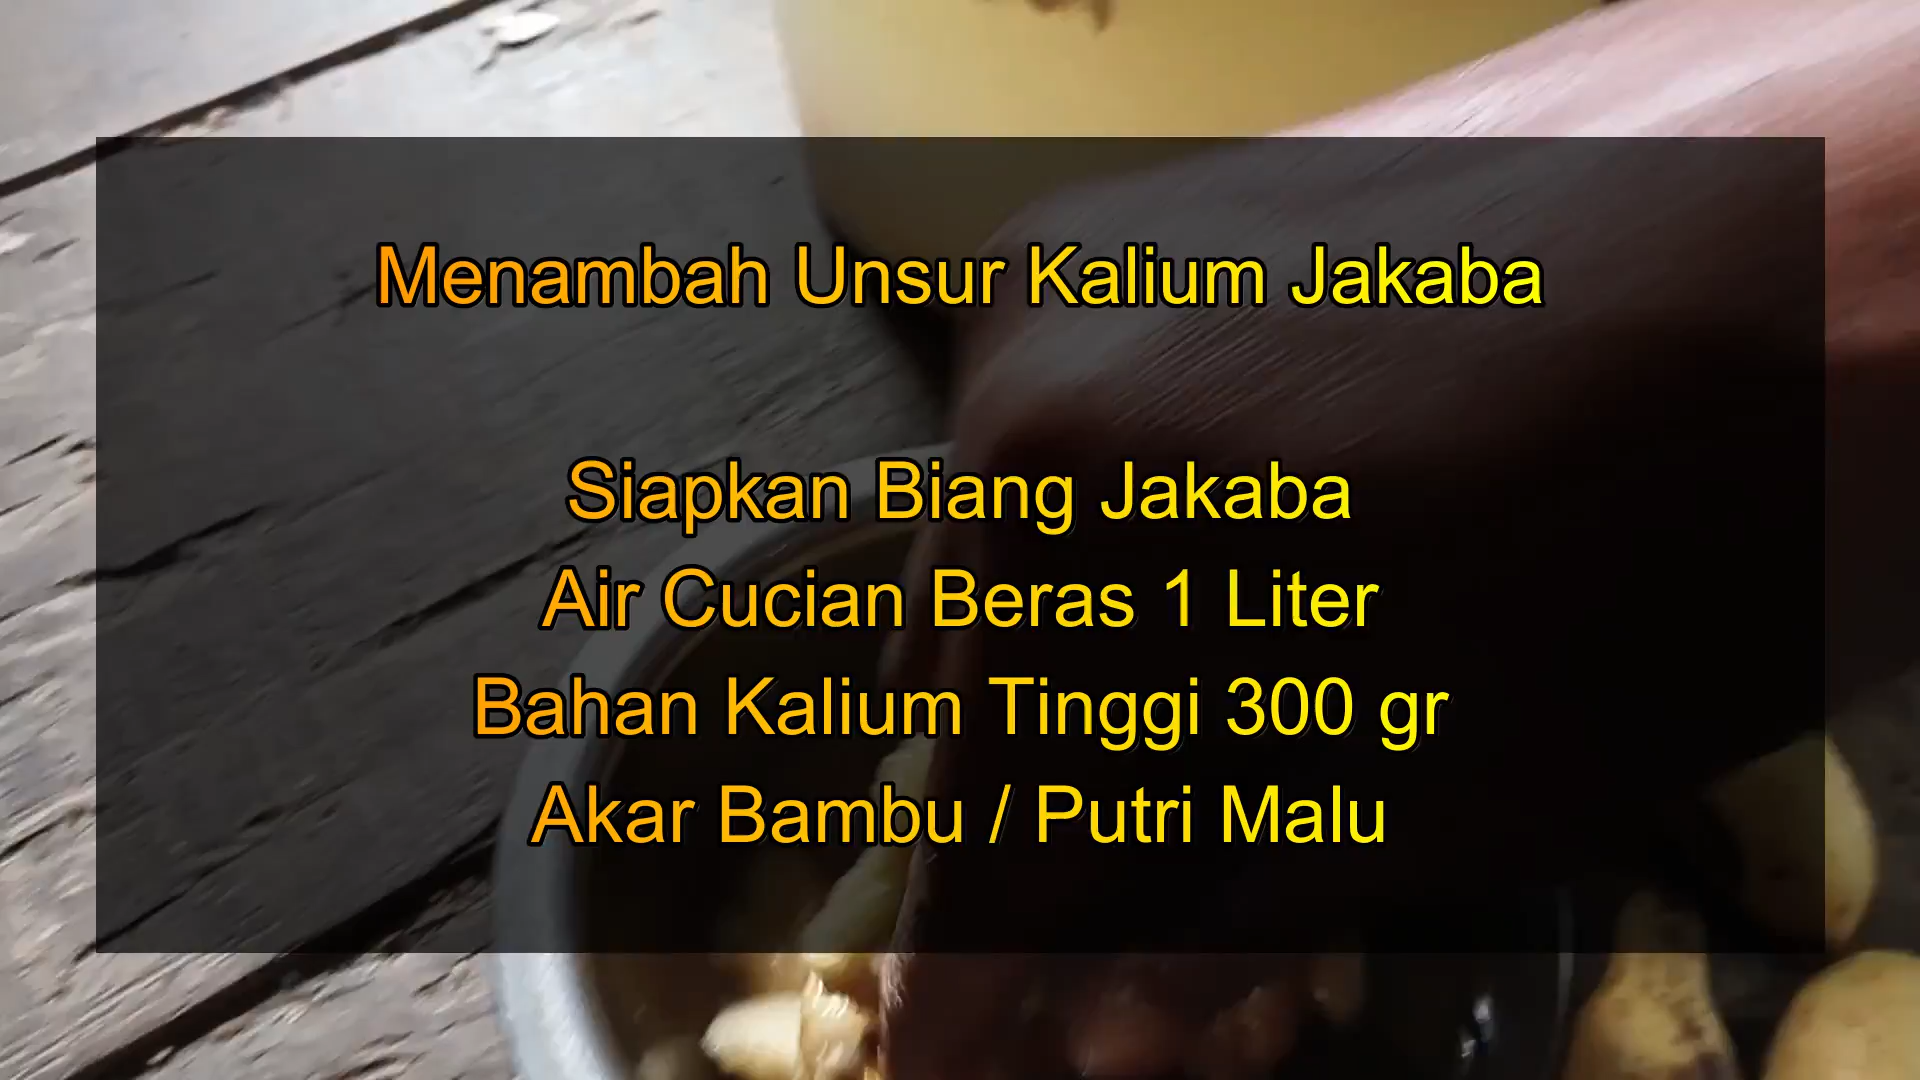 Menambah Unsur Kalium Jakaba
Siapkan Biang Jakaba
Air Cucian Beras 1 Liter
Bahan Kalium Tinggi 300 gr
Akar Bambu / Putri Malu